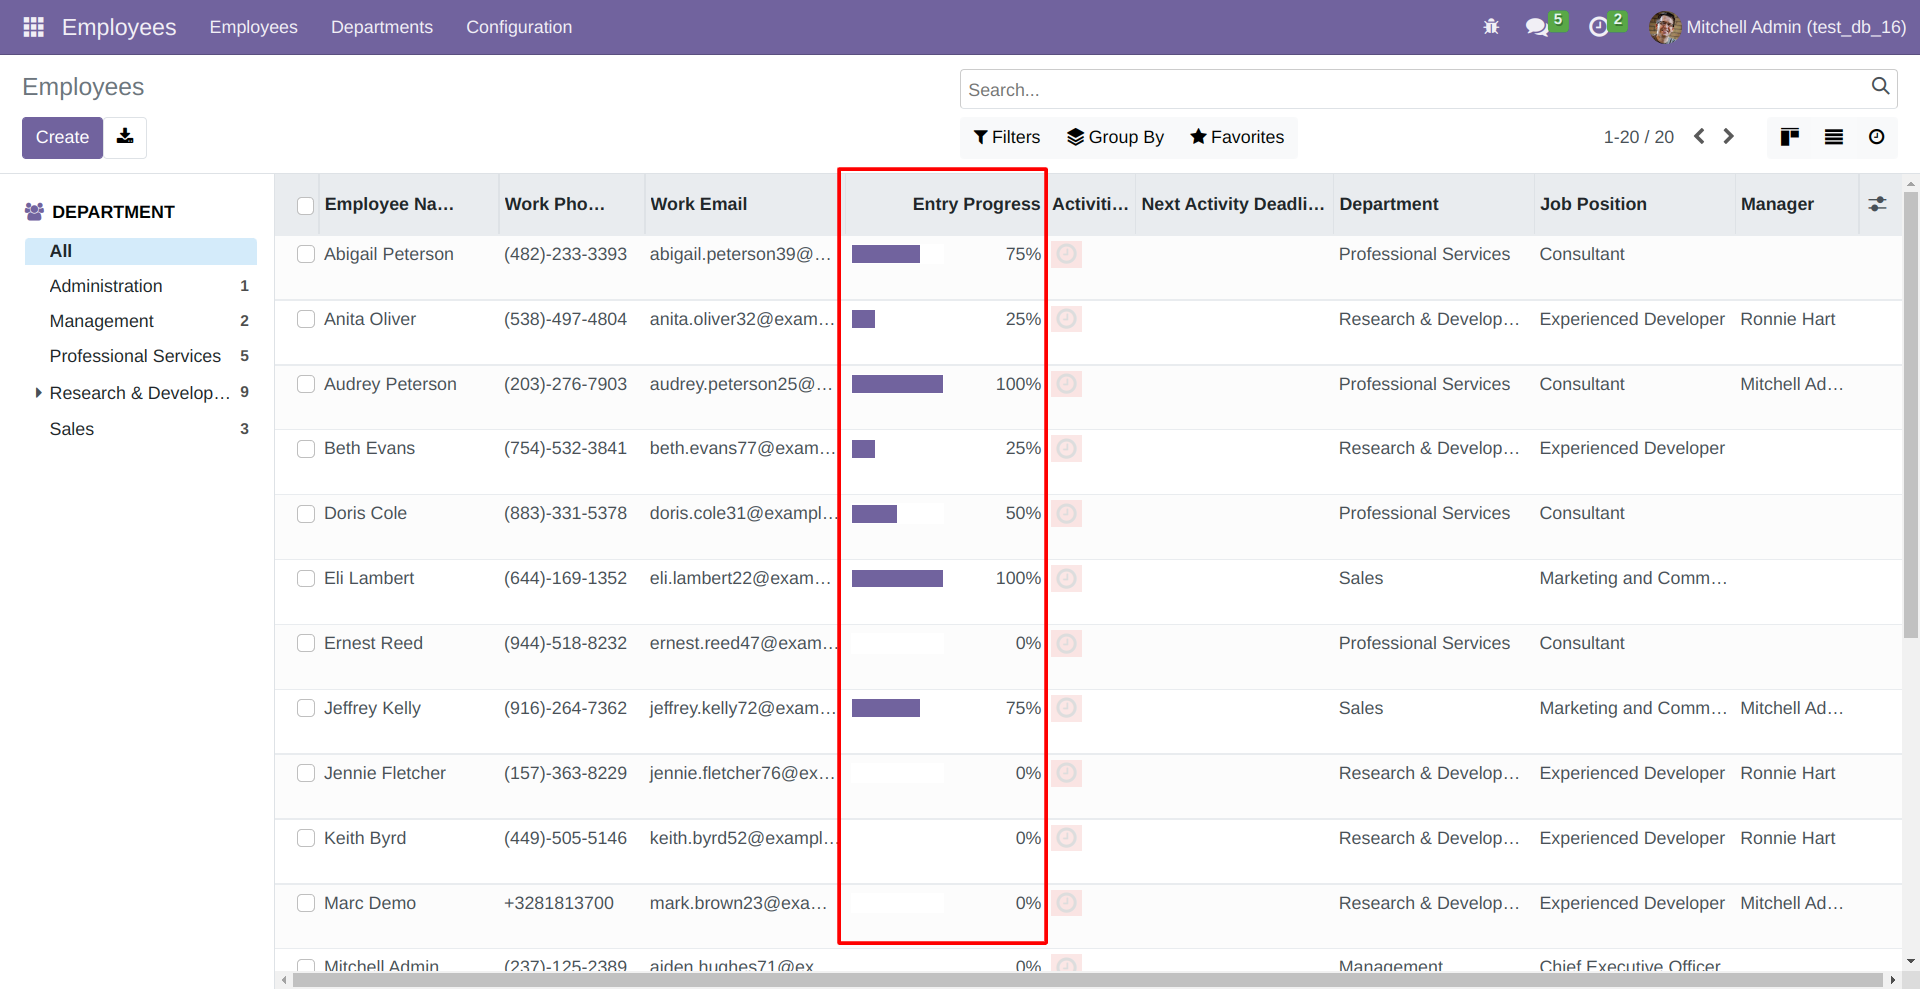 Employees Employees Departments Configuration 5 2 Mitchell Admin (test_db_16)
Employees
Search...
Create
Filters Group By Favorites 1-20 / 20
DEPARTMENT
All
Administration 1
Management 2
Professional Services 5
Research & Develop... 9
Sales 3
Employee Na... Work Pho... Work Email Entry Progress Activiti... Next Activity Deadli... Department Job Position Manager
Abigail Peterson (482)-233-3393 abigail.peterson39@... 75% Professional Services Consultant
Anita Oliver (538)-497-4804 anita.oliver32@exam... 25% Research & Develop... Experienced Developer Ronnie Hart
Audrey Peterson (203)-276-7903 audrey.peterson25@... 100% Professional Services Consultant Mitchell Ad...
Beth Evans (754)-532-3841 beth.evans77@exam... 25% Research & Develop... Experienced Developer
Doris Cole (883)-331-5378 doris.cole31@exampl... 50% Professional Services Consultant
Eli Lambert (644)-169-1352 eli.lambert22@exam... 100% Sales Marketing and Comm...
Ernest Reed (944)-518-8232 ernest.reed47@exam... 0% Professional Services Consultant
Jeffrey Kelly (916)-264-7362 jeffrey.kelly72@exam... 75% Sales Marketing and Comm... Mitchell Ad...
Jennie Fletcher (157)-363-8229 jennie.fletcher76@ex... 0% Research & Develop... Experienced Developer Ronnie Hart
Keith Byrd (449)-505-5146 keith.byrd52@exampl... 0% Research & Develop... Experienced Developer Ronnie Hart
Marc Demo +3281813700 mark.brown23@exa... 0% Research & Develop... Experienced Developer Mitchell Ad...
Mitchell Admin (237)-125-2389 aiden.hughes71@ex... 0% Management Chief Executive Officer